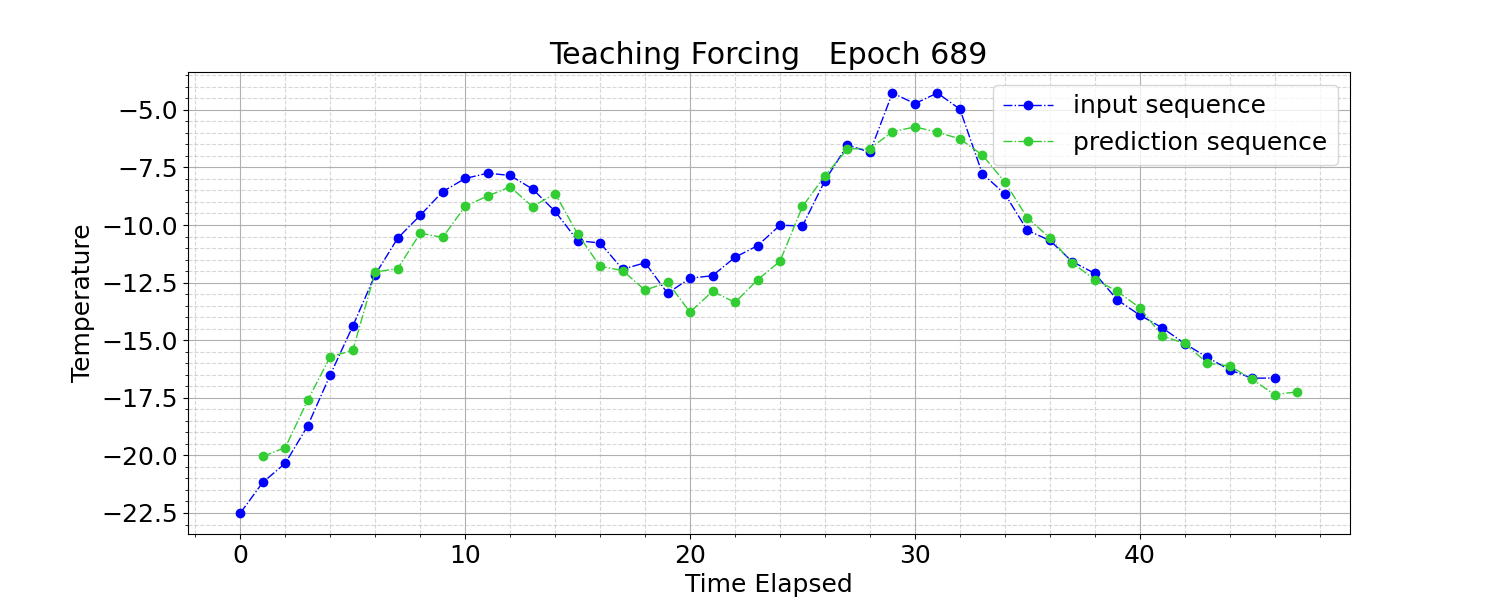 Teaching Forcing   Epoch 689
input sequence
prediction sequence
Temperature
−5.0
−7.5
−10.0
−12.5
−15.0
−17.5
−20.0
−22.5
0 10 20 30 40
Time Elapsed